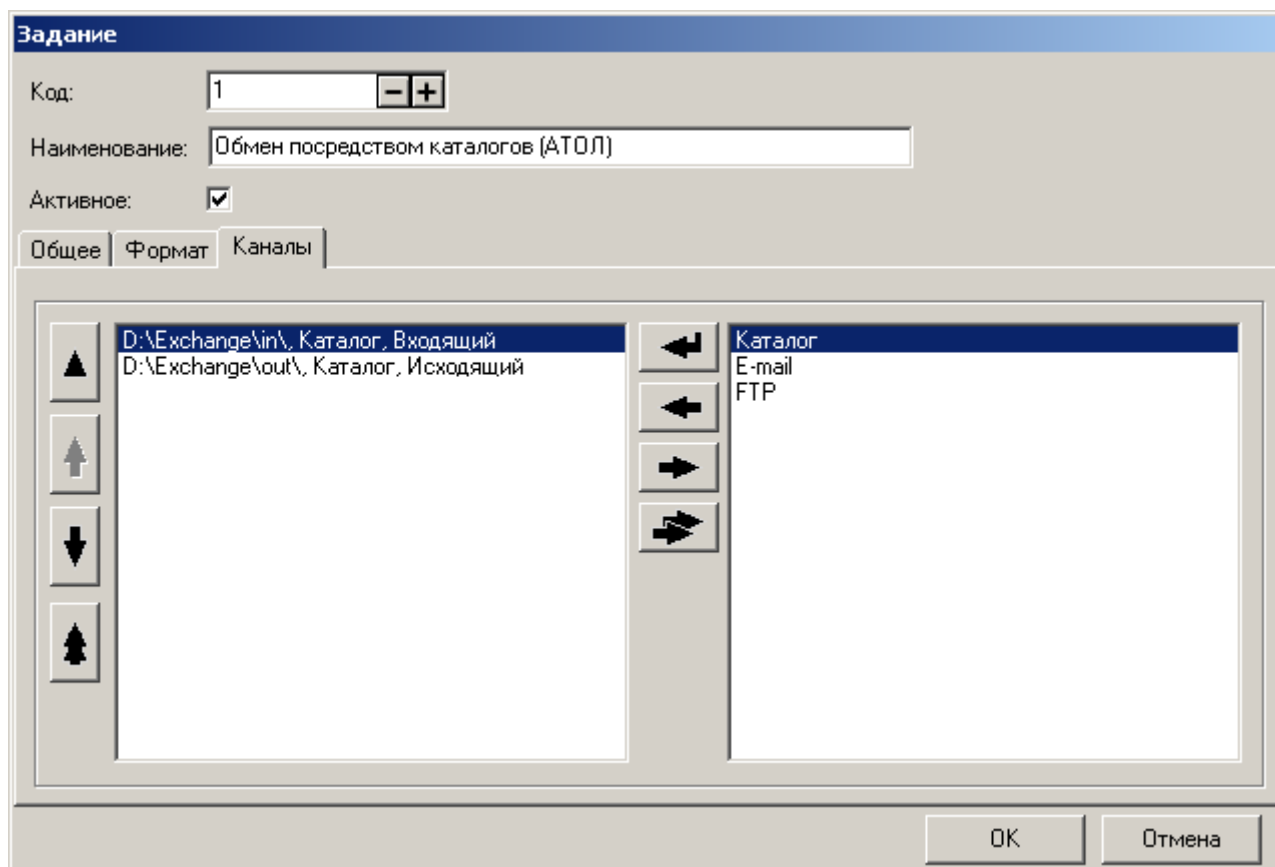 Задание
Код: 1
Наименование: Обмен посредством каталогов (АТОЛ)
Активное:
Общее Формат Каналы
D:\Exchange\in\, Каталог, Входящий
D:\Exchange\out\, Каталог, Исходящий
Каталог
E-mail
FTP
OK Отмена